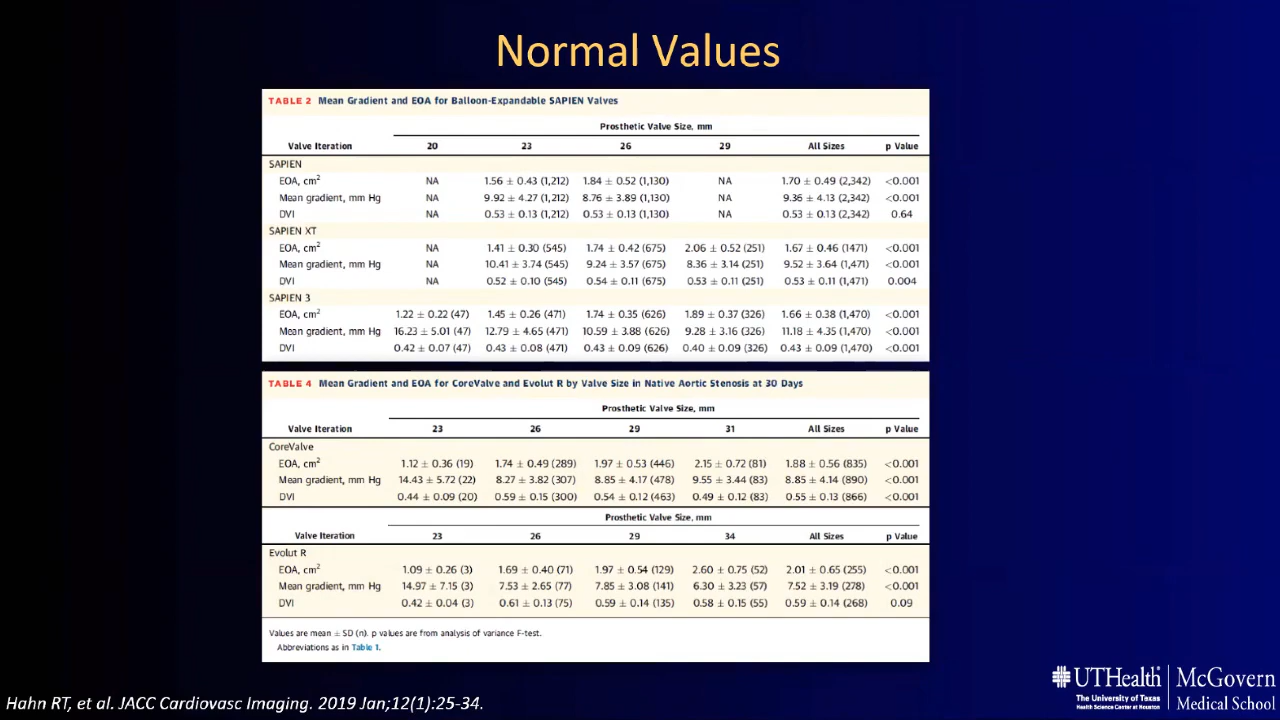 Normal Values
TABLE 2 Mean Gradient and EOA for Balloon-Expandable SAPIEN Valves
Prosthetic Valve Size, mm
Valve Iteration 20 23 26 29 All Sizes p Value
SAPIEN
EOA, cm² NA 1.56 ± 0.43 (1,212) 1.84 ± 0.52 (1,130) NA 1.70 ± 0.49 (2,342) <0.001
Mean gradient, mm Hg NA 9.92 ± 4.27 (1,212) 8.76 ± 3.89 (1,130) NA 9.36 ± 4.13 (2,342) <0.001
DVI NA 0.53 ± 0.13 (1,212) 0.53 ± 0.13 (1,130) NA 0.53 ± 0.13 (2,342) 0.64
SAPIEN XT
EOA, cm² NA 1.41 ± 0.30 (545) 1.74 ± 0.42 (675) 2.06 ± 0.52 (251) 1.67 ± 0.46 (1471) <0.001
Mean gradient, mm Hg NA 10.41 ± 3.74 (545) 9.24 ± 3.57 (675) 8.36 ± 3.14 (251) 9.52 ± 3.64 (1,471) <0.001
DVI NA 0.52 ± 0.10 (545) 0.54 ± 0.11 (675) 0.53 ± 0.11 (251) 0.53 ± 0.11 (1,471) 0.004
SAPIEN 3
EOA, cm² 1.22 ± 0.22 (47) 1.45 ± 0.26 (471) 1.74 ± 0.35 (626) 1.89 ± 0.37 (326) 1.66 ± 0.38 (1,470) <0.001
Mean gradient, mm Hg 16.23 ± 5.01 (47) 12.79 ± 4.65 (471) 10.59 ± 3.88 (626) 9.28 ± 3.16 (326) 11.18 ± 4.35 (1,470) <0.001
DVI 0.42 ± 0.07 (47) 0.43 ± 0.08 (471) 0.43 ± 0.09 (626) 0.40 ± 0.09 (326) 0.43 ± 0.09 (1,470) <0.001
TABLE 4 Mean Gradient and EOA for CoreValve and Evolut R by Valve Size in Native Aortic Stenosis at 30 Days
Prosthetic Valve Size, mm
Valve Iteration 23 26 29 31 All Sizes p Value
CoreValve
EOA, cm² 1.12 ± 0.36 (19) 1.74 ± 0.49 (289) 1.97 ± 0.53 (446) 2.15 ± 0.72 (81) 1.88 ± 0.56 (835) <0.001
Mean gradient, mm Hg 14.43 ± 5.72 (22) 8.27 ± 3.82 (307) 8.85 ± 4.17 (478) 9.55 ± 3.44 (83) 8.85 ± 4.14 (890) <0.001
DVI 0.44 ± 0.09 (20) 0.59 ± 0.15 (300) 0.54 ± 0.12 (463) 0.49 ± 0.12 (83) 0.55 ± 0.13 (866) <0.001
Prosthetic Valve Size, mm
Valve Iteration 23 26 29 34 All Sizes p Value
Evolut R
EOA, cm² 1.09 ± 0.26 (3) 1.69 ± 0.40 (71) 1.97 ± 0.54 (129) 2.60 ± 0.75 (52) 2.01 ± 0.65 (255) <0.001
Mean gradient, mm Hg 14.97 ± 7.15 (3) 7.53 ± 2.65 (77) 7.85 ± 3.08 (141) 6.30 ± 3.23 (57) 7.52 ± 3.19 (278) <0.001
DVI 0.42 ± 0.04 (3) 0.61 ± 0.13 (75) 0.59 ± 0.14 (135) 0.58 ± 0.15 (55) 0.59 ± 0.14 (268) 0.09
Values are mean ± SD (n). p values are from analysis of variance F-test.
Abbreviations as in Table 1.
UTHealth McGovern
The University of Texas Medical School
Health Science Center at Houston
Hahn RT, et al. JACC Cardiovasc Imaging. 2019 Jan;12(1):25-34.